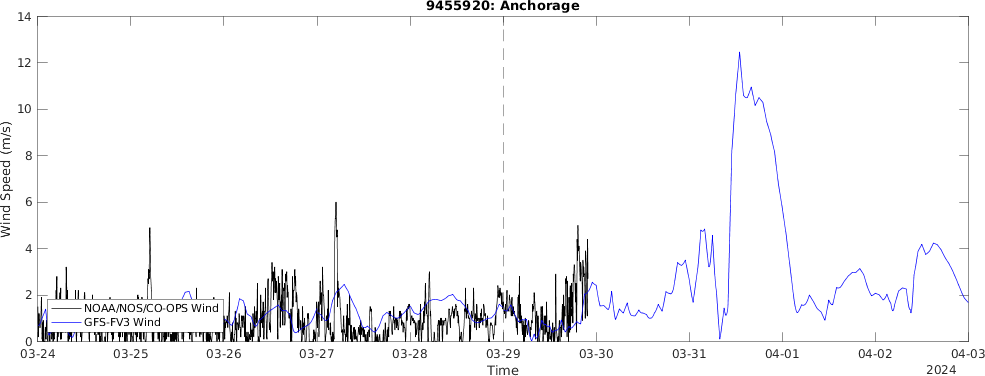 9455920: Anchorage
Wind Speed (m/s)
14
12
10
8
6
4
2
0
NOAA/NOS/CO-OPS Wind
GFS-FV3 Wind
03-24 03-25 03-26 03-27 03-28 03-29 03-30 03-31 04-01 04-02 04-03
Time
2024